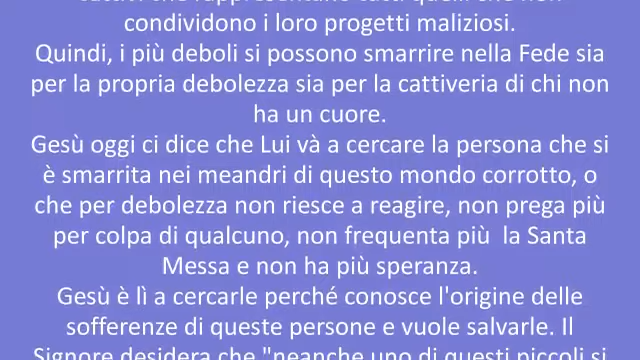 condividono i loro progetti maliziosi.
Quindi, i più deboli si possono smarrire nella Fede sia
per la propria debolezza sia per la cattiveria di chi non
ha un cuore.
Gesù oggi ci dice che Lui và a cercare la persona che si
è smarrita nei meandri di questo mondo corrotto, o
che per debolezza non riesce a reagire, non prega più
per colpa di qualcuno, non frequenta più  la Santa
Messa e non ha più speranza.
Gesù è lì a cercarle perché conosce l'origine delle
sofferenze di queste persone e vuole salvarle. Il
Signore desidera che "neanche uno di questi piccoli si